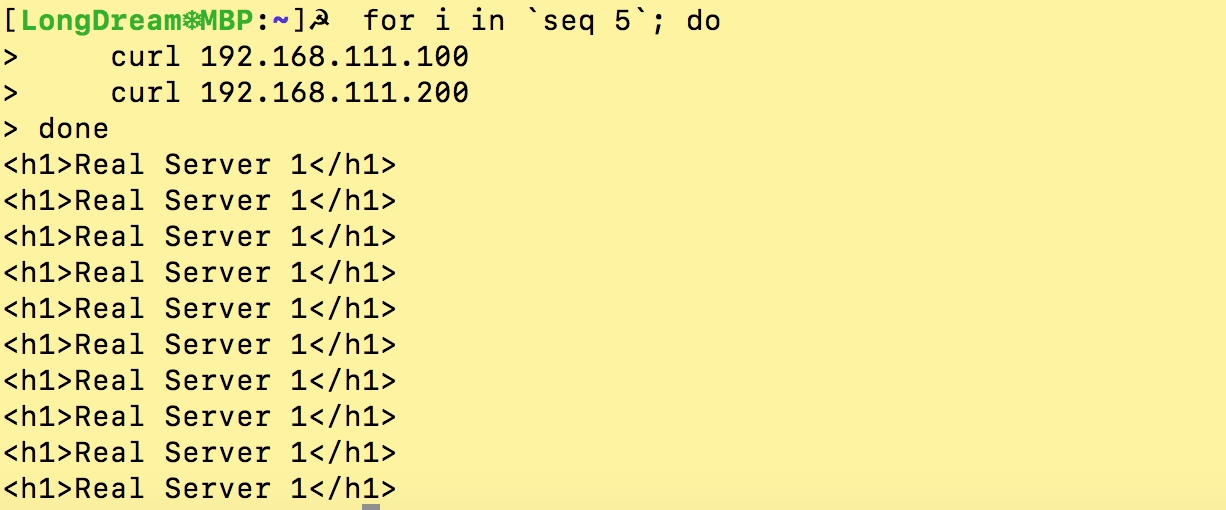 [LongDream❄MBP:~]☭  for i in `seq 5`; do
>     curl 192.168.111.100
>     curl 192.168.111.200
> done
<h1>Real Server 1</h1>
<h1>Real Server 1</h1>
<h1>Real Server 1</h1>
<h1>Real Server 1</h1>
<h1>Real Server 1</h1>
<h1>Real Server 1</h1>
<h1>Real Server 1</h1>
<h1>Real Server 1</h1>
<h1>Real Server 1</h1>
<h1>Real Server 1</h1>